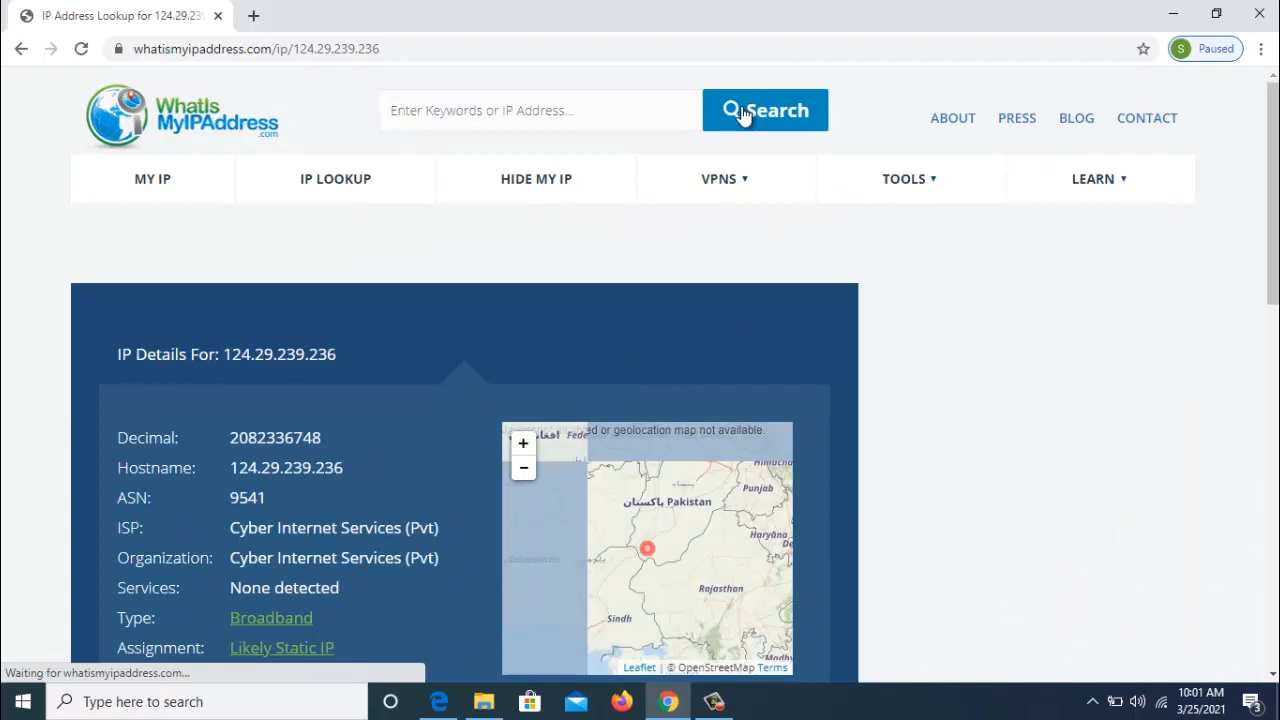 IP Address Lookup for 124.29.23
Paused
whatismyipaddress.com/ip/124.29.239.236
WhatIs
MyIPAddress
.com
Enter Keywords or IP Address...
Search
ABOUT
PRESS
BLOG
CONTACT
MY IP
IP LOOKUP
HIDE MY IP
VPNS
TOOLS
LEARN
IP Details For: 124.29.239.236
Decimal: 2082336748
Hostname: 124.29.239.236
ASN: 9541
ISP: Cyber Internet Services (Pvt)
Organization: Cyber Internet Services (Pvt)
Services: None detected
Type: Broadband
Assignment: Likely Static IP
+
−
or geolocation map not available.
پاکستان Pakistan
Punjab
Rajasthan
Sindh
Leaflet | © OpenStreetMap Terms
Waiting for whatismyipaddress.com...
Type here to search
10:01 AM
3/25/2021
3